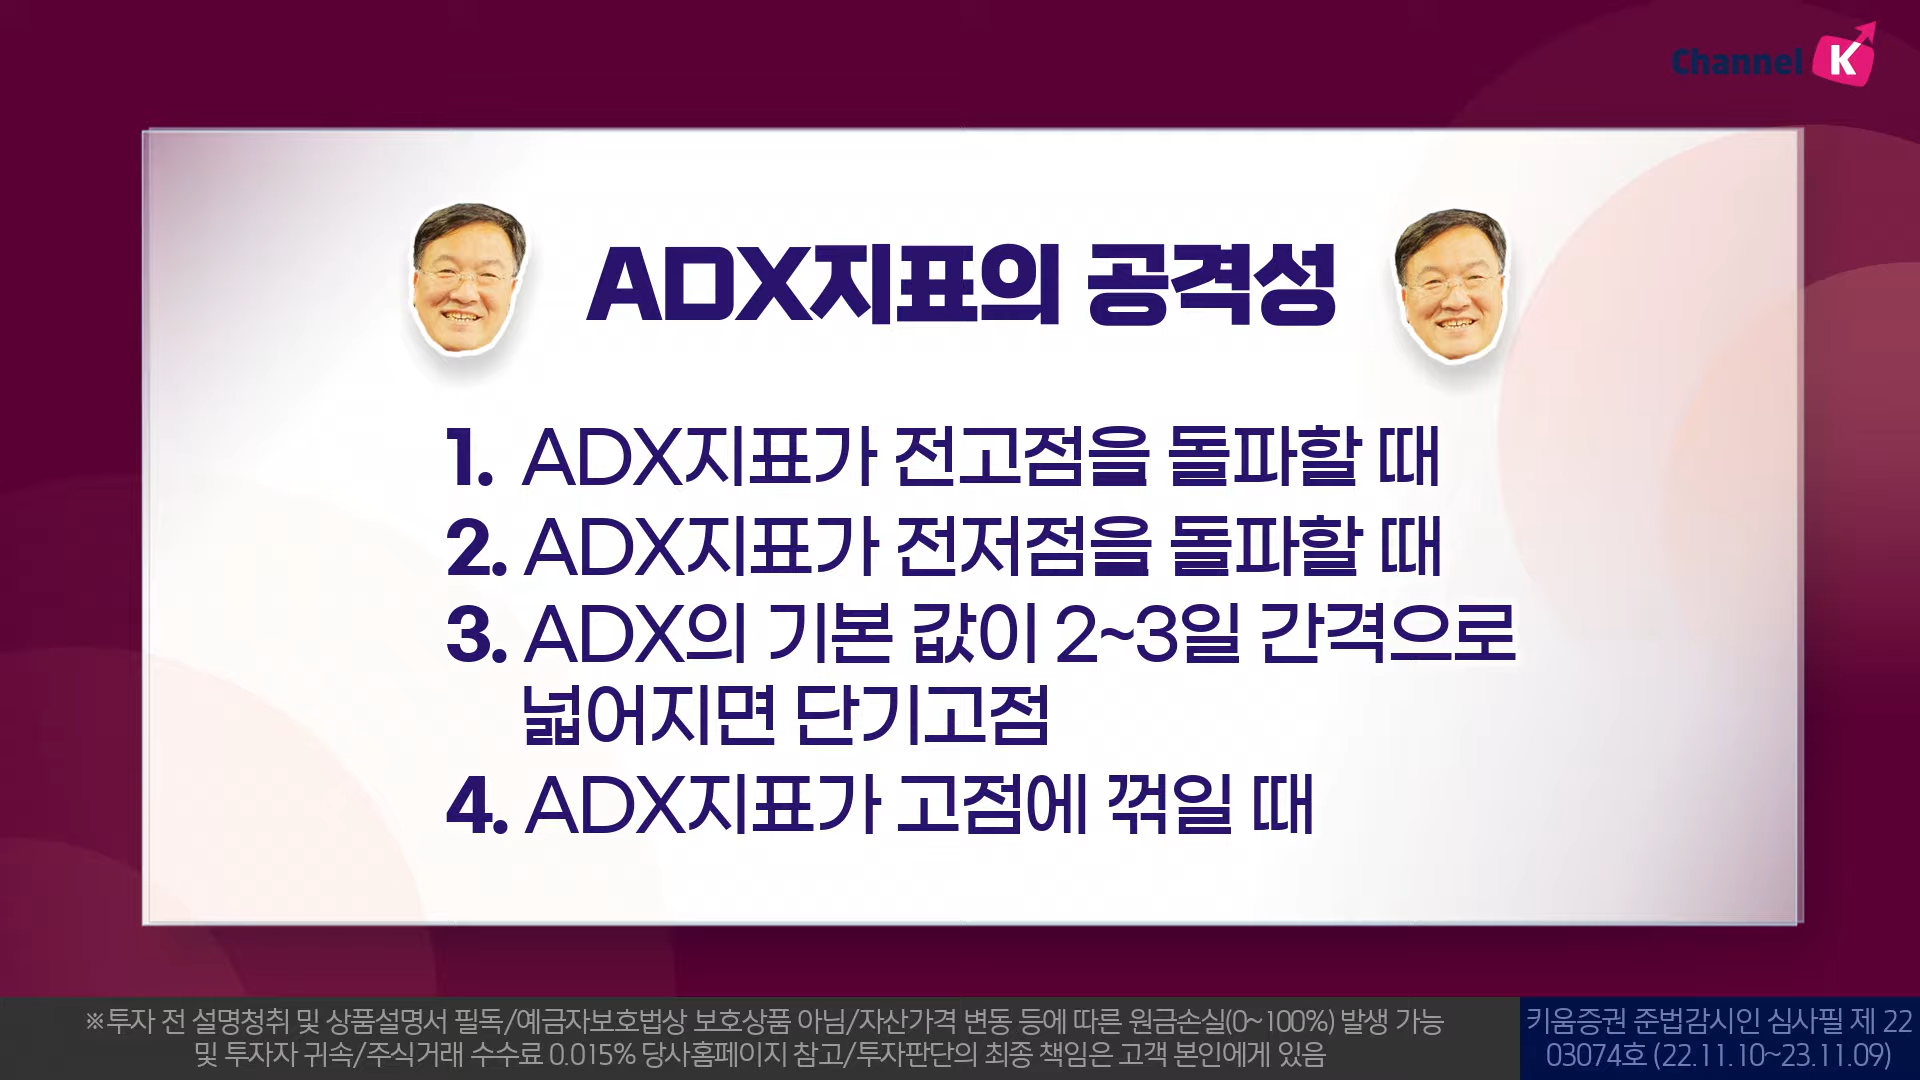 Channel K
ADX지표의 공격성
1. ADX지표가 전고점을 돌파할 때
2. ADX지표가 전저점을 돌파할 때
3. ADX의 기본 값이 2~3일 간격으로
넓어지면 단기고점
4. ADX지표가 고점에 꺾일 때
※투자 전 설명청취 및 상품설명서 필독/예금자보호법상 보호상품 아님/자산가격 변동 등에 따른 원금손실(0~100%) 발생 가능
및 투자자 귀속/주식거래 수수료 0.015% 당사홈페이지 참고/투자판단의 최종 책임은 고객 본인에게 있음
키움증권 준법감시인 심사필 제 22
03074호 (22.11.10~23.11.09)